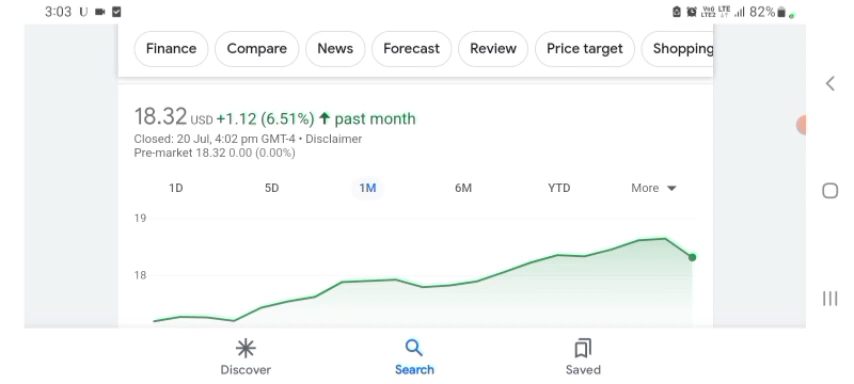 3:03 U 82%
Finance Compare News Forecast Review Price target Shopping
18.32 USD +1.12 (6.51%) ↑ past month
Closed: 20 Jul, 4:02 pm GMT-4 • Disclaimer
Pre-market 18.32 0.00 (0.00%)
1D 5D 1M 6M YTD More
19
18
Discover Search Saved